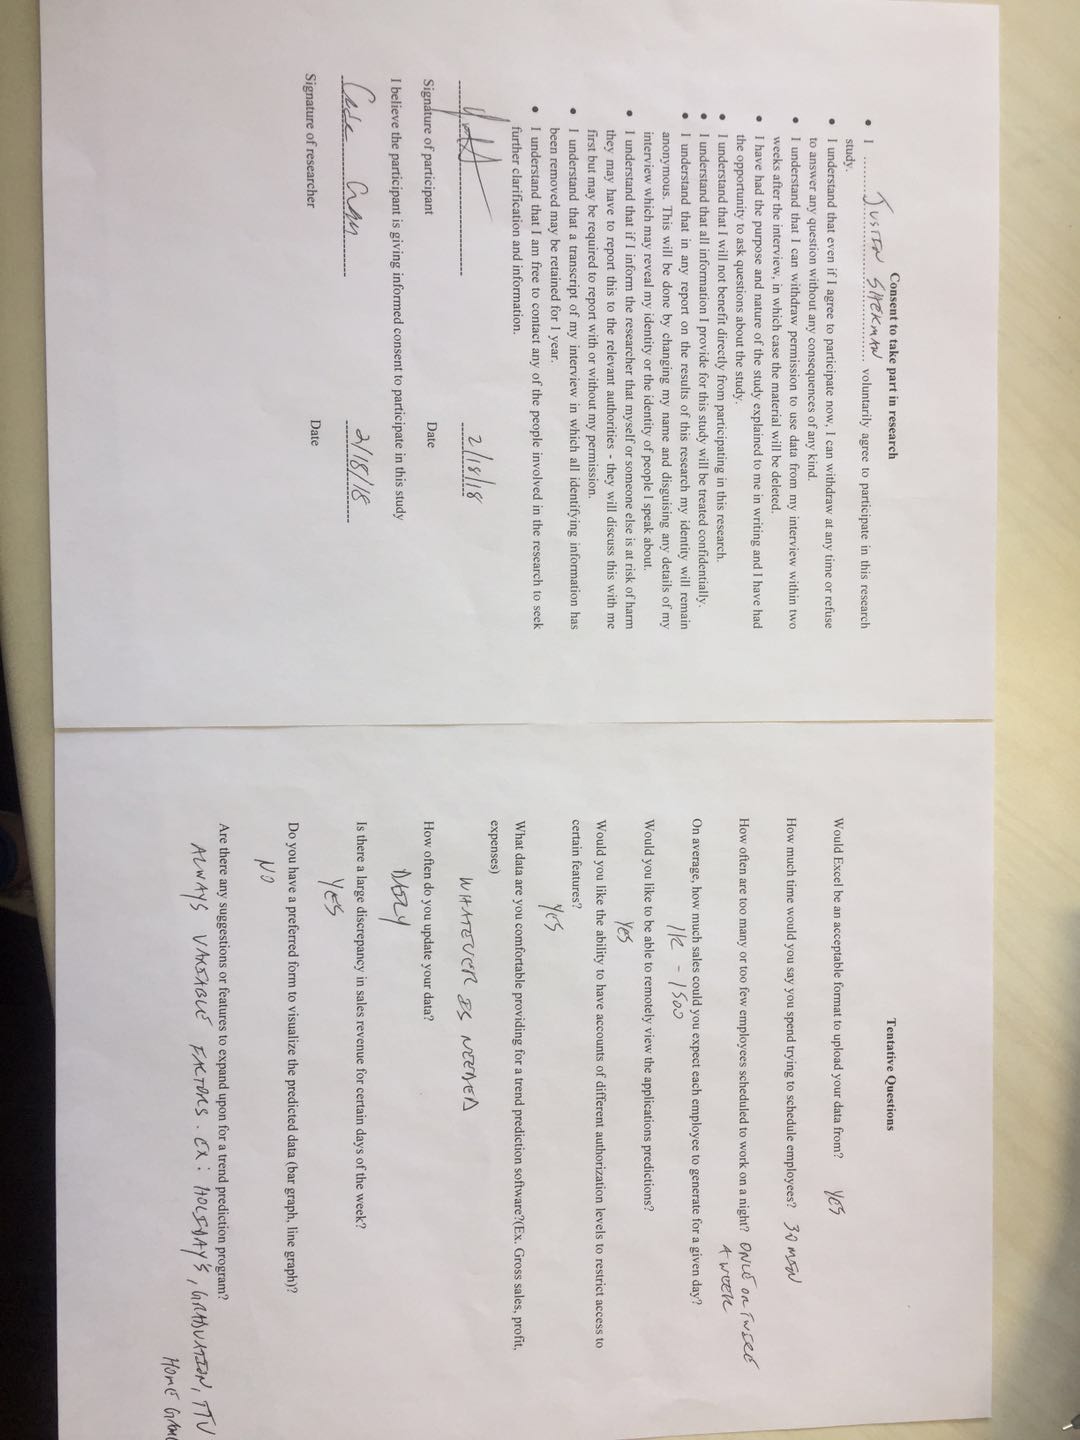 Consent to take part in research
• I JUSTIN SHEKMAN voluntarily agree to participate in this research
study.
• I understand that even if I agree to participate now, I can withdraw at any time or refuse
to answer any question without any consequences of any kind.
• I understand that I can withdraw permission to use data from my interview within two
weeks after the interview, in which case the material will be deleted.
• I have had the purpose and nature of the study explained to me in writing and I have had
the opportunity to ask questions about the study.
• I understand that I will not benefit directly from participating in this research.
• I understand that all information I provide for this study will be treated confidentially.
• I understand that in any report on the results of this research my identity will remain
anonymous. This will be done by changing my name and disguising any details of my
interview which may reveal my identity or the identity of people I speak about.
• I understand that if I inform the researcher that myself or someone else is at risk of harm
they may have to report this to the relevant authorities - they will discuss this with me
first but may be required to report with or without my permission.
• I understand that a transcript of my interview in which all identifying information has
been removed may be retained for 1 year.
• I understand that I am free to contact any of the people involved in the research to seek
further clarification and information.
2/18/18
Signature of participant Date
I believe the participant is giving informed consent to participate in this study
2/18/18
Signature of researcher Date
Tentative Questions
Would Excel be an acceptable format to upload your data from? YES
How much time would you say you spend trying to schedule employees? 30 MIN
How often are too many or too few employees scheduled to work on a night? ONCE OR TWICE
A WEEK
On average, how much sales could you expect each employee to generate for a given day?
1K - 1500
Would you like to be able to remotely view the applications predictions?
Yes
Would you like the ability to have accounts of different authorization levels to restrict access to
certain features?
YES
What data are you comfortable providing for a trend prediction software?(Ex. Gross sales, profit,
expenses)
WHATEVER IS NEEDED
How often do you update your data?
DAILY
Is there a large discrepancy in sales revenue for certain days of the week?
YES
Do you have a preferred form to visualize the predicted data (bar graph, line graph)?
NO
Are there any suggestions or features to expand upon for a trend prediction program?
ALWAYS VARIABLE FACTORS. EX: HOLIDAY'S, GRADUATION, TTU
HOME